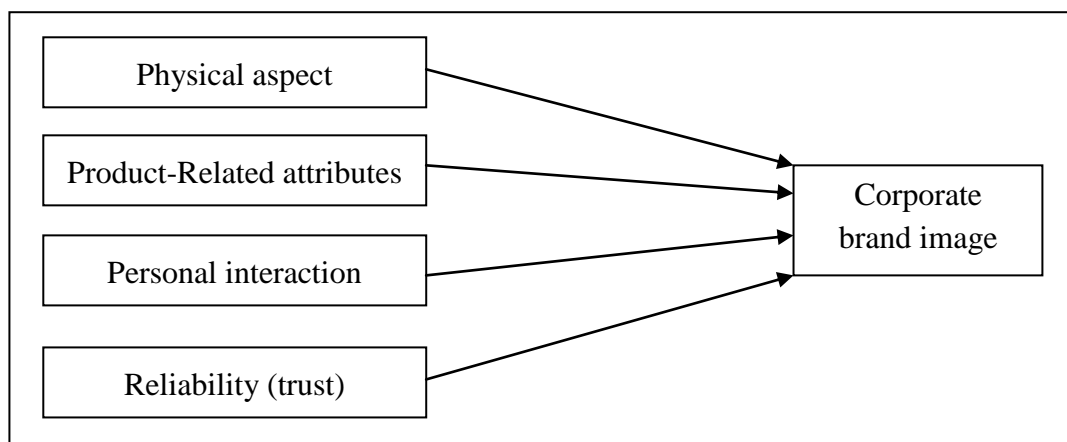 Physical aspect
Product-Related attributes
Personal interaction
Reliability (trust)
Corporate
brand image